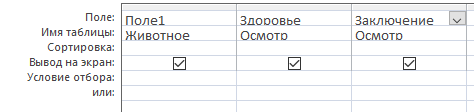 Поле: Поле1 Здоровье Заключение
Имя таблицы: Животное Осмотр Осмотр
Сортировка:
Вывод на экран:
Условие отбора:
или: